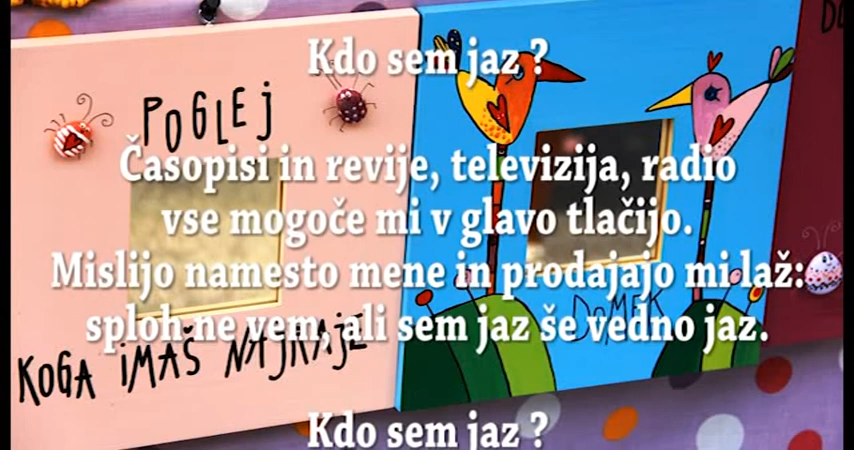 Kdo sem jaz ?
POGLEJ
Časopisi in revije, televizija, radio
vse mogoče mi v glavo tlačijo.
Mislijo namesto mene in prodajajo mi laž:
sploh ne vem, ali sem jaz še vedno jaz.
DOMEK
KOGA IMAŠ NAJRAJE
Kdo sem jaz ?